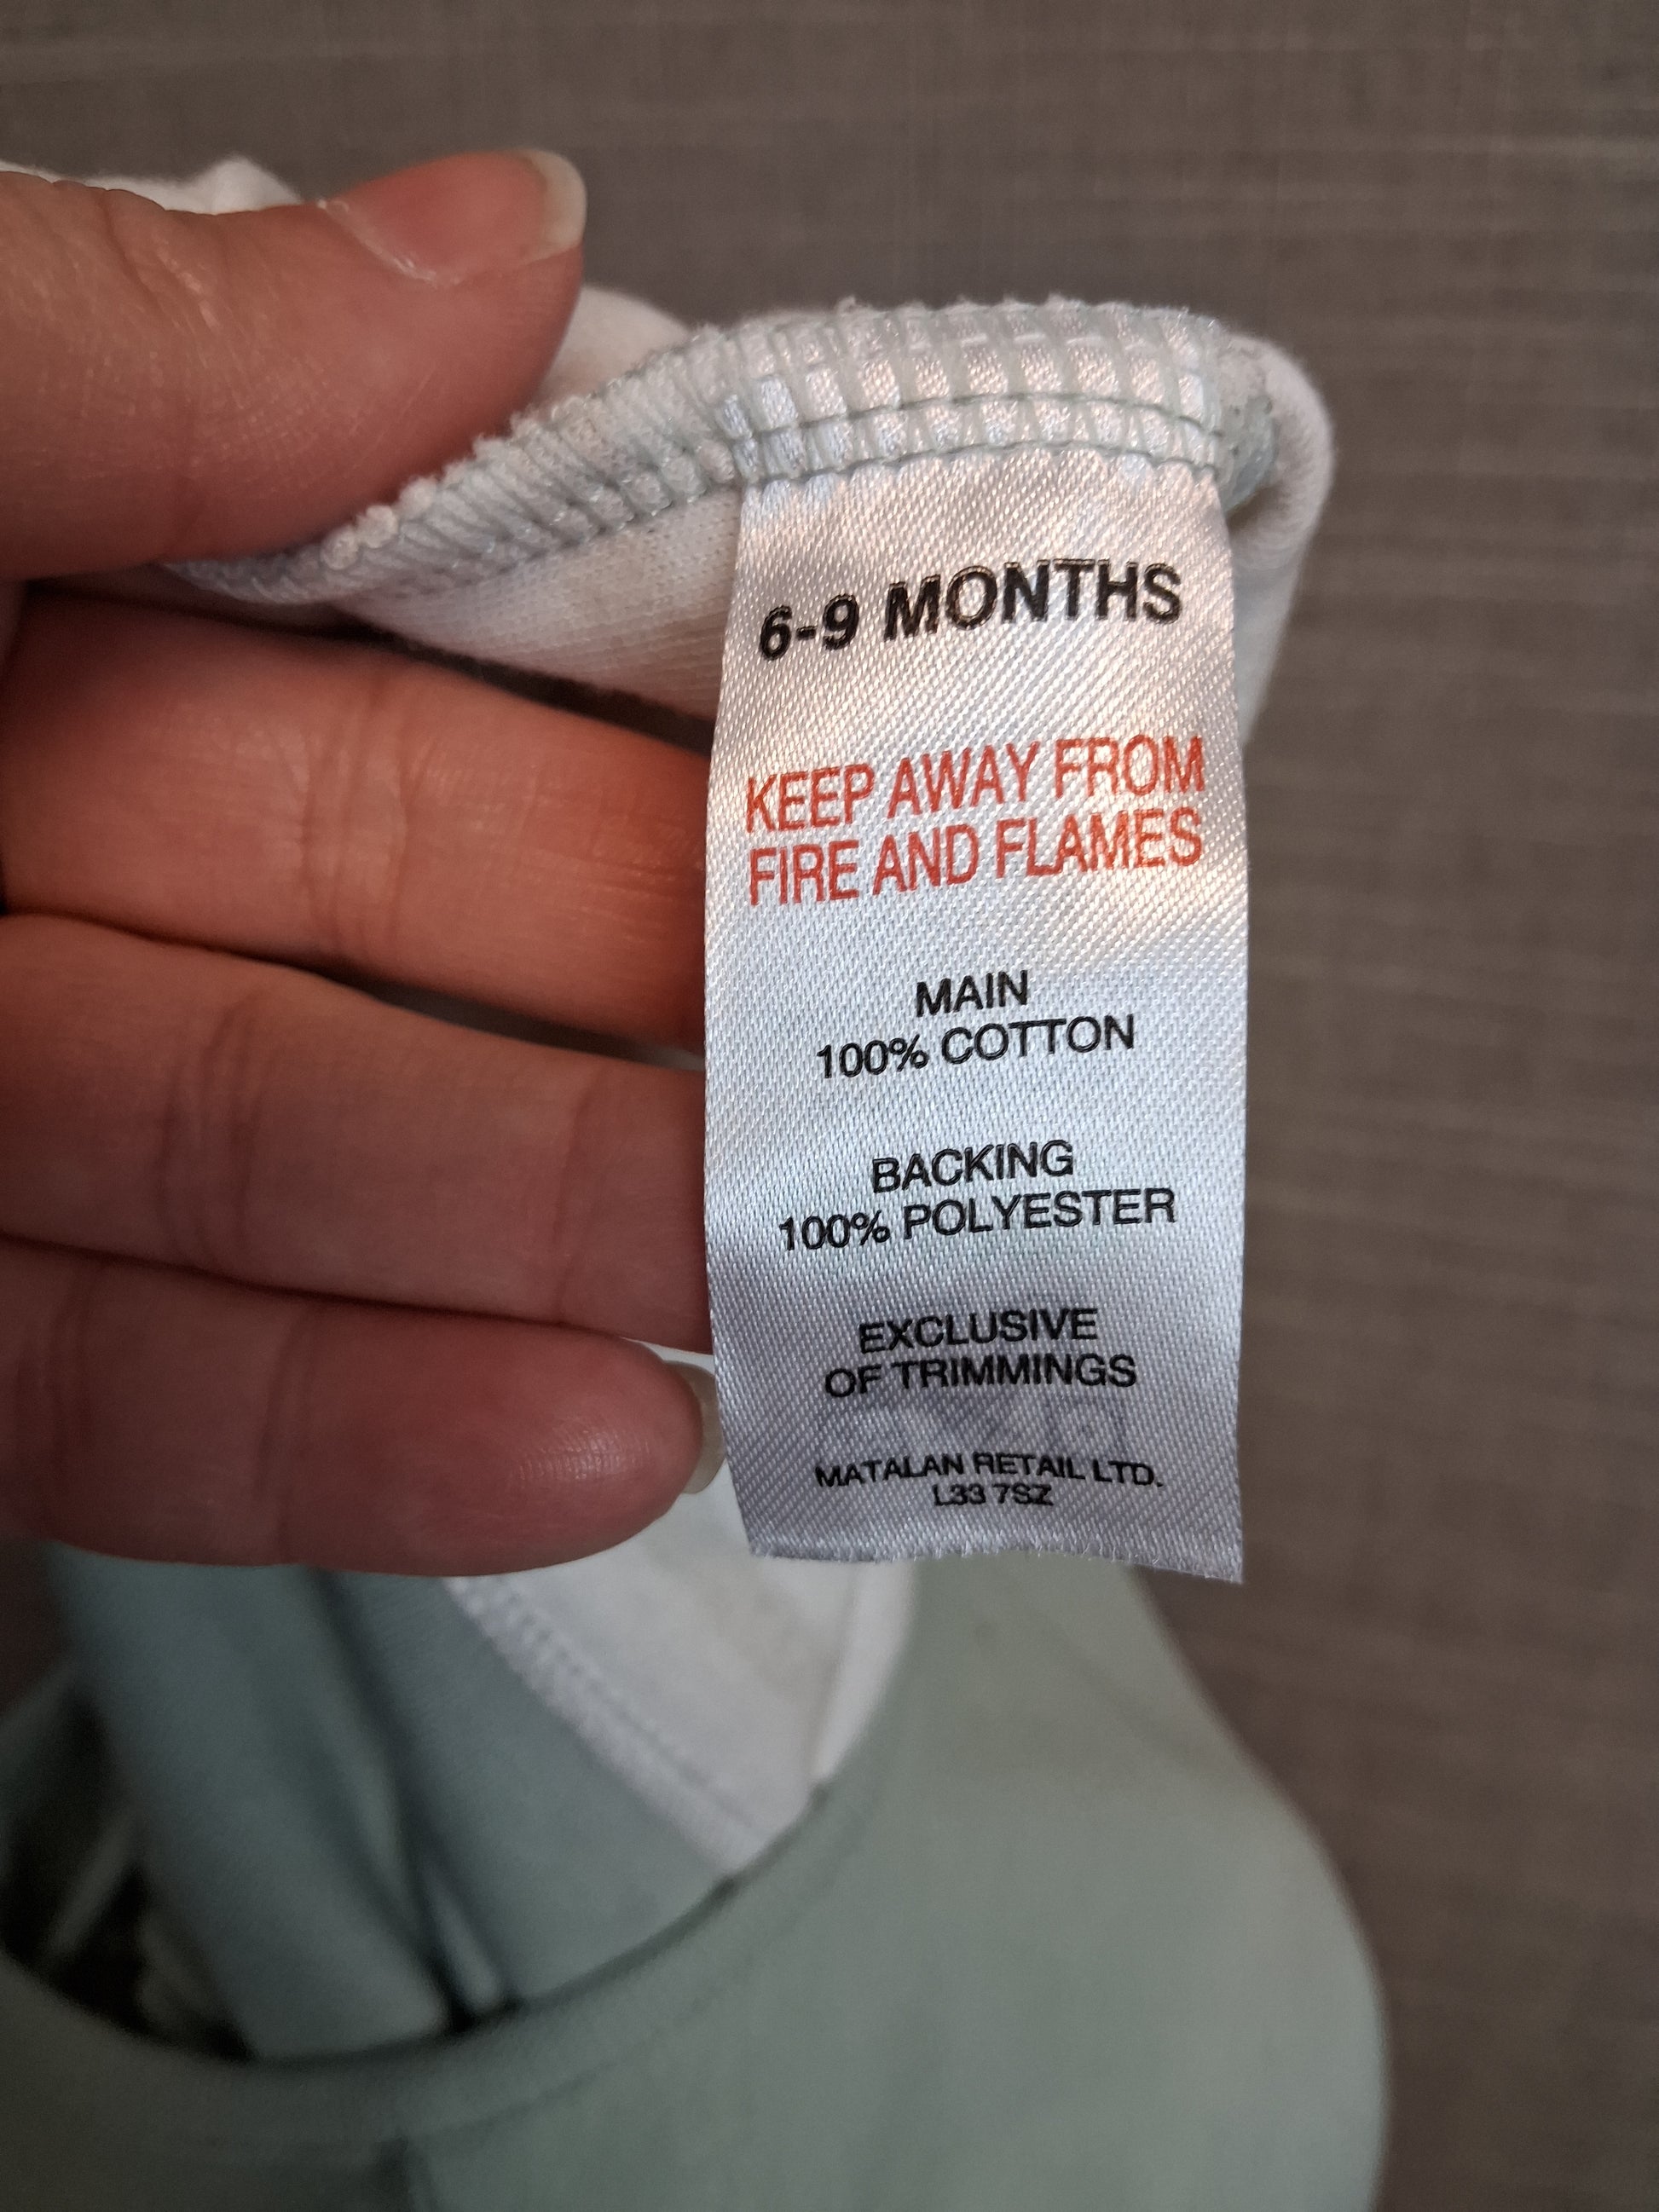 6-9 MONTHS
KEEP AWAY FROM
FIRE AND FLAMES
MAIN
100% COTTON
BACKING
100% POLYESTER
EXCLUSIVE
OF TRIMMINGS
MATALAN RETAIL LTD.
L33 7SZ